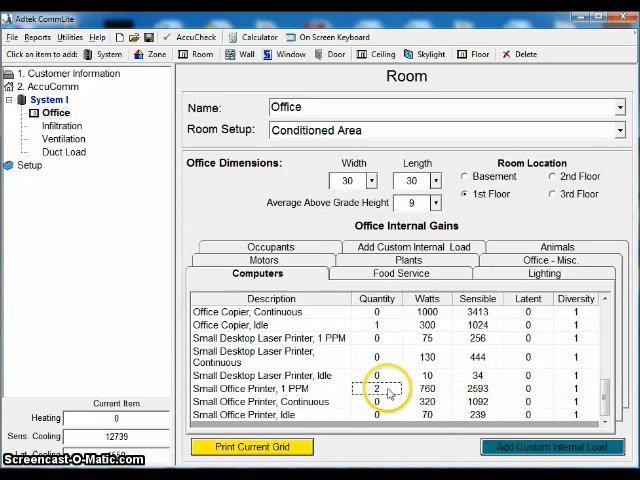 Adtek CommLite
File Reports Utilities Help AccuCheck Calculator On Screen Keyboard
Click an item to add: System Zone Room Wall Window Door Ceiling Skylight Floor Delete
1. Customer Information
2. AccuComm
System I
Office
Infiltration
Ventilation
Duct Load
Setup
Room
Name: Office
Room Setup: Conditioned Area
Office Dimensions: Width Length
30 30
Average Above Grade Height 9
Room Location
Basement 2nd Floor
1st Floor 3rd Floor
Office Internal Gains
Occupants Add Custom Internal Load Animals
Motors Plants Office - Misc.
Computers Food Service Lighting
Description Quantity Watts Sensible Latent Diversity
Office Copier, Continuous 0 1000 3413 0 1
Office Copier, Idle 1 300 1024 0 1
Small Desktop Laser Printer, 1 PPM 0 75 256 0 1
Small Desktop Laser Printer, Continuous 0 130 444 0 1
Small Desktop Laser Printer, Idle 0 10 34 0 1
Small Office Printer, 1 PPM 2 760 2593 0 1
Small Office Printer, Continuous 0 320 1092 0 1
Small Office Printer, Idle 0 70 239 0 1
Print Current Grid Add Custom Internal Load
Current Item
Heating: 0
Sens. Cooling: 12739
Screencast-O-Matic.com